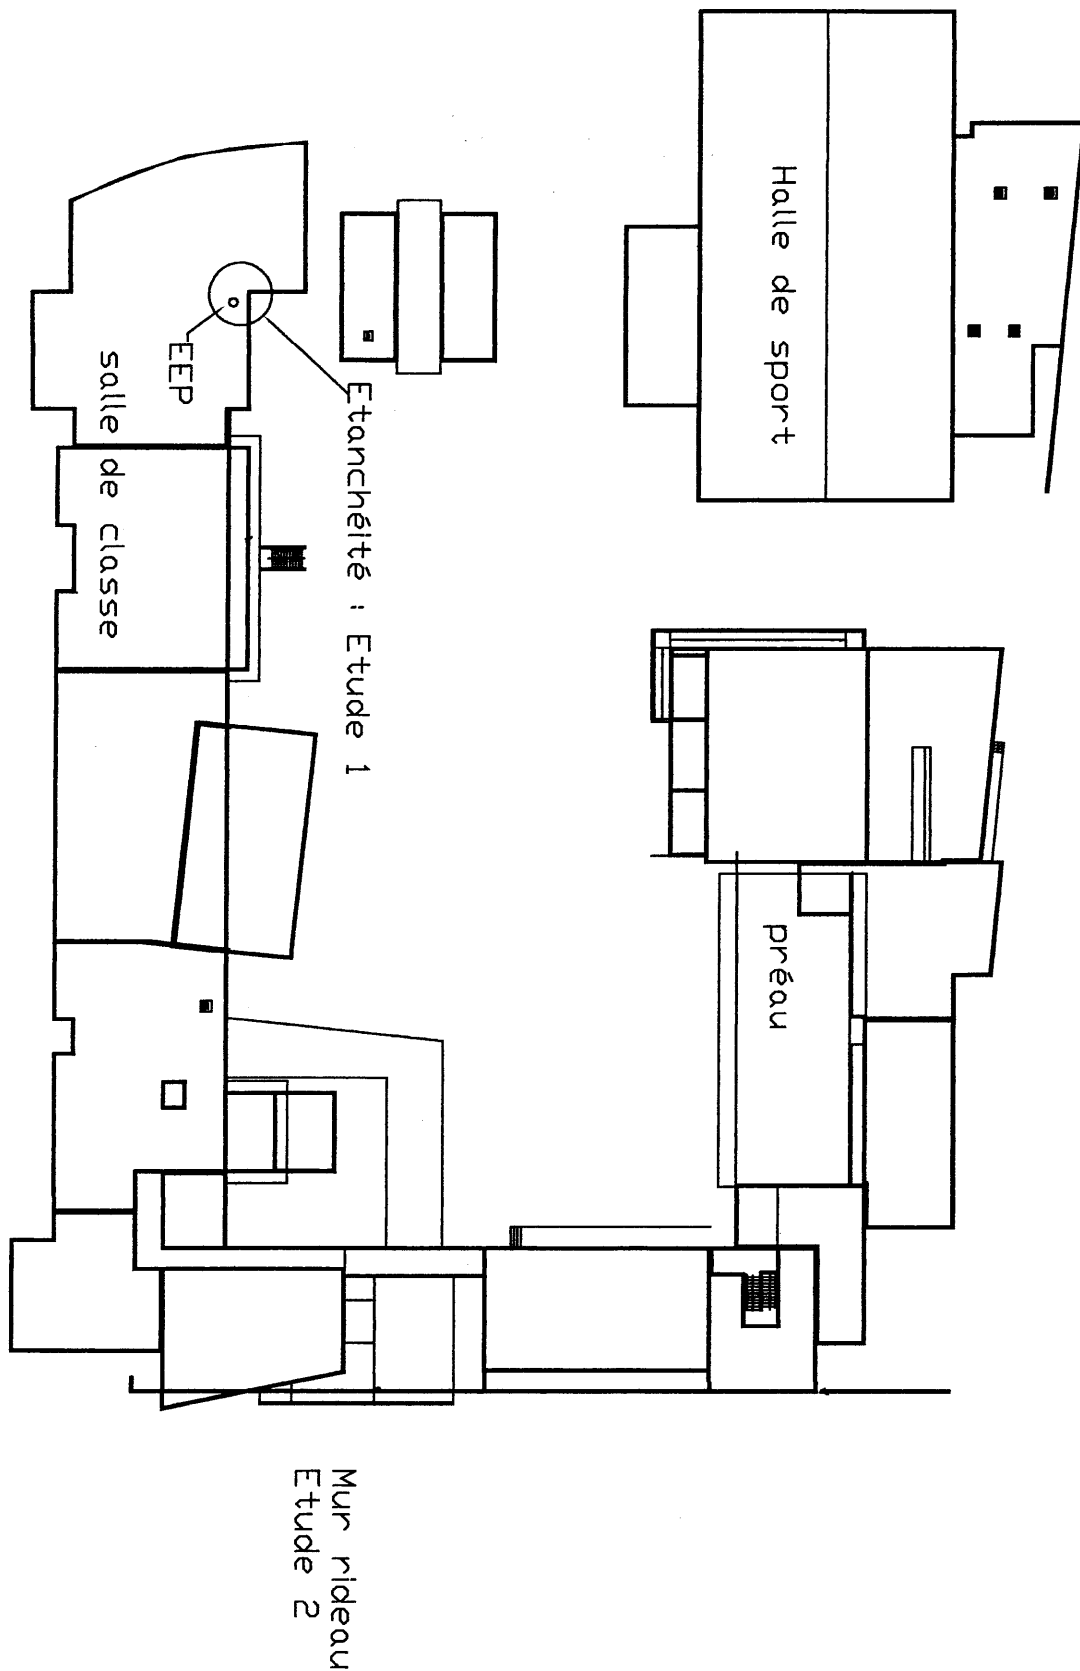 Halle de sport
préau
Etanchéité : Etude 1
EEP
salle de classe
Mur rideau
Etude 2